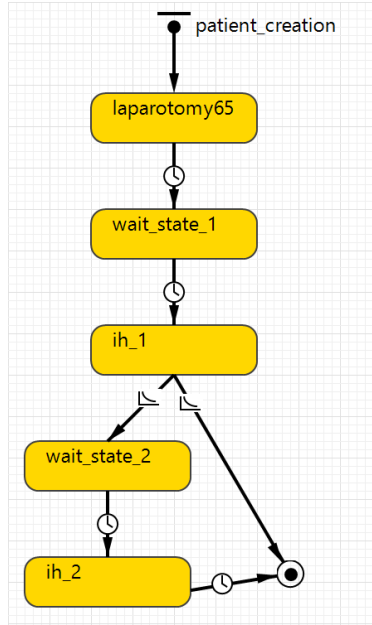 patient_creation
laparotomy65
wait_state_1
ih_1
wait_state_2
ih_2